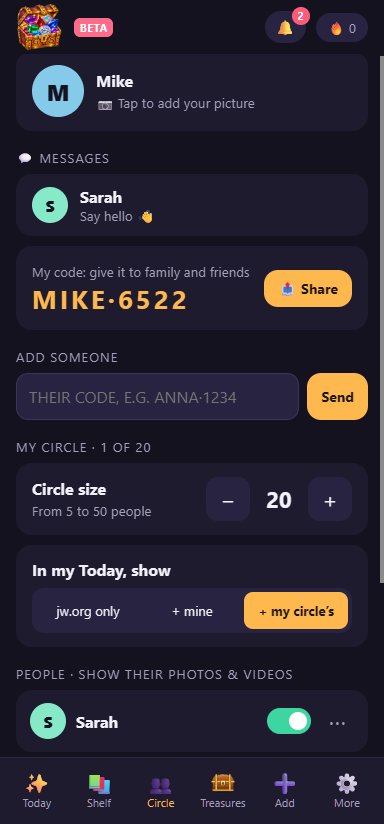 BETA
2
0
M
Mike
Tap to add your picture
MESSAGES
S
Sarah
Say hello 👋
My code: give it to family and friends
MIKE·6522
Share
ADD SOMEONE
THEIR CODE, E.G. ANNA·1234
Send
MY CIRCLE · 1 OF 20
Circle size
From 5 to 50 people
−
20
+
In my Today, show
jw.org only
+ mine
+ my circle's
PEOPLE · SHOW THEIR PHOTOS & VIDEOS
S
Sarah
...
Today
Shelf
Circle
Treasures
Add
More